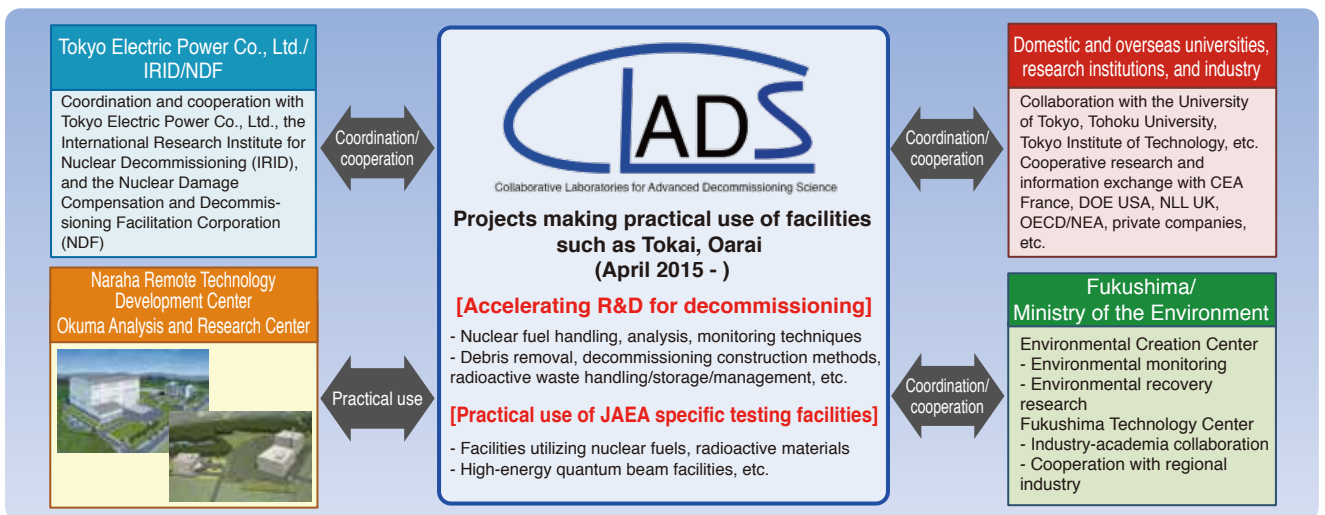 Tokyo Electric Power Co., Ltd./
IRID/NDF
Coordination and cooperation with
Tokyo Electric Power Co., Ltd., the
International Research Institute for
Nuclear Decommissioning (IRID),
and the Nuclear Damage
Compensation and Decommis-
sioning Facilitation Corporation
(NDF)
Naraha Remote Technology
Development Center
Okuma Analysis and Research Center
Coordination/
cooperation
Practical use
CLADS
Collaborative Laboratories for Advanced Decommissioning Science
Projects making practical use of facilities
such as Tokai, Oarai
(April 2015 - )
[Accelerating R&D for decommissioning]
- Nuclear fuel handling, analysis, monitoring techniques
- Debris removal, decommissioning construction methods,
radioactive waste handling/storage/management, etc.
[Practical use of JAEA specific testing facilities]
- Facilities utilizing nuclear fuels, radioactive materials
- High-energy quantum beam facilities, etc.
Coordination/
cooperation
Coordination/
cooperation
Domestic and overseas universities,
research institutions, and industry
Collaboration with the University
of Tokyo, Tohoku University,
Tokyo Institute of Technology, etc.
Cooperative research and
information exchange with CEA
France, DOE USA, NLL UK,
OECD/NEA, private companies,
etc.
Fukushima/
Ministry of the Environment
Environmental Creation Center
- Environmental monitoring
- Environmental recovery
research
Fukushima Technology Center
- Industry-academia collaboration
- Cooperation with regional
industry